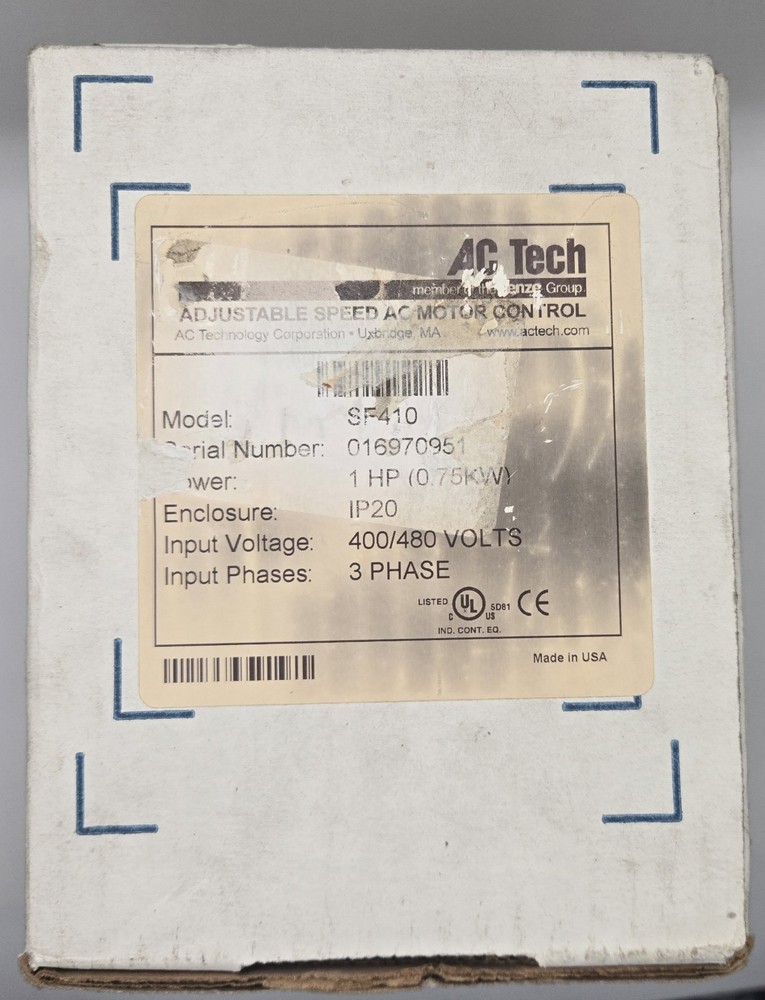 AC Tech
member of the Lenze Group
ADJUSTABLE SPEED AC MOTOR CONTROL
AC Technology Corporation • Uxbridge, MA www.actech.com
Model: SF410
Serial Number: 016970951
Power: 1 HP (0.75KW)
Enclosure: IP20
Input Voltage: 400/480 VOLTS
Input Phases: 3 PHASE
LISTED C UL US 5D81 CE
IND. CONT. EQ.
Made in USA